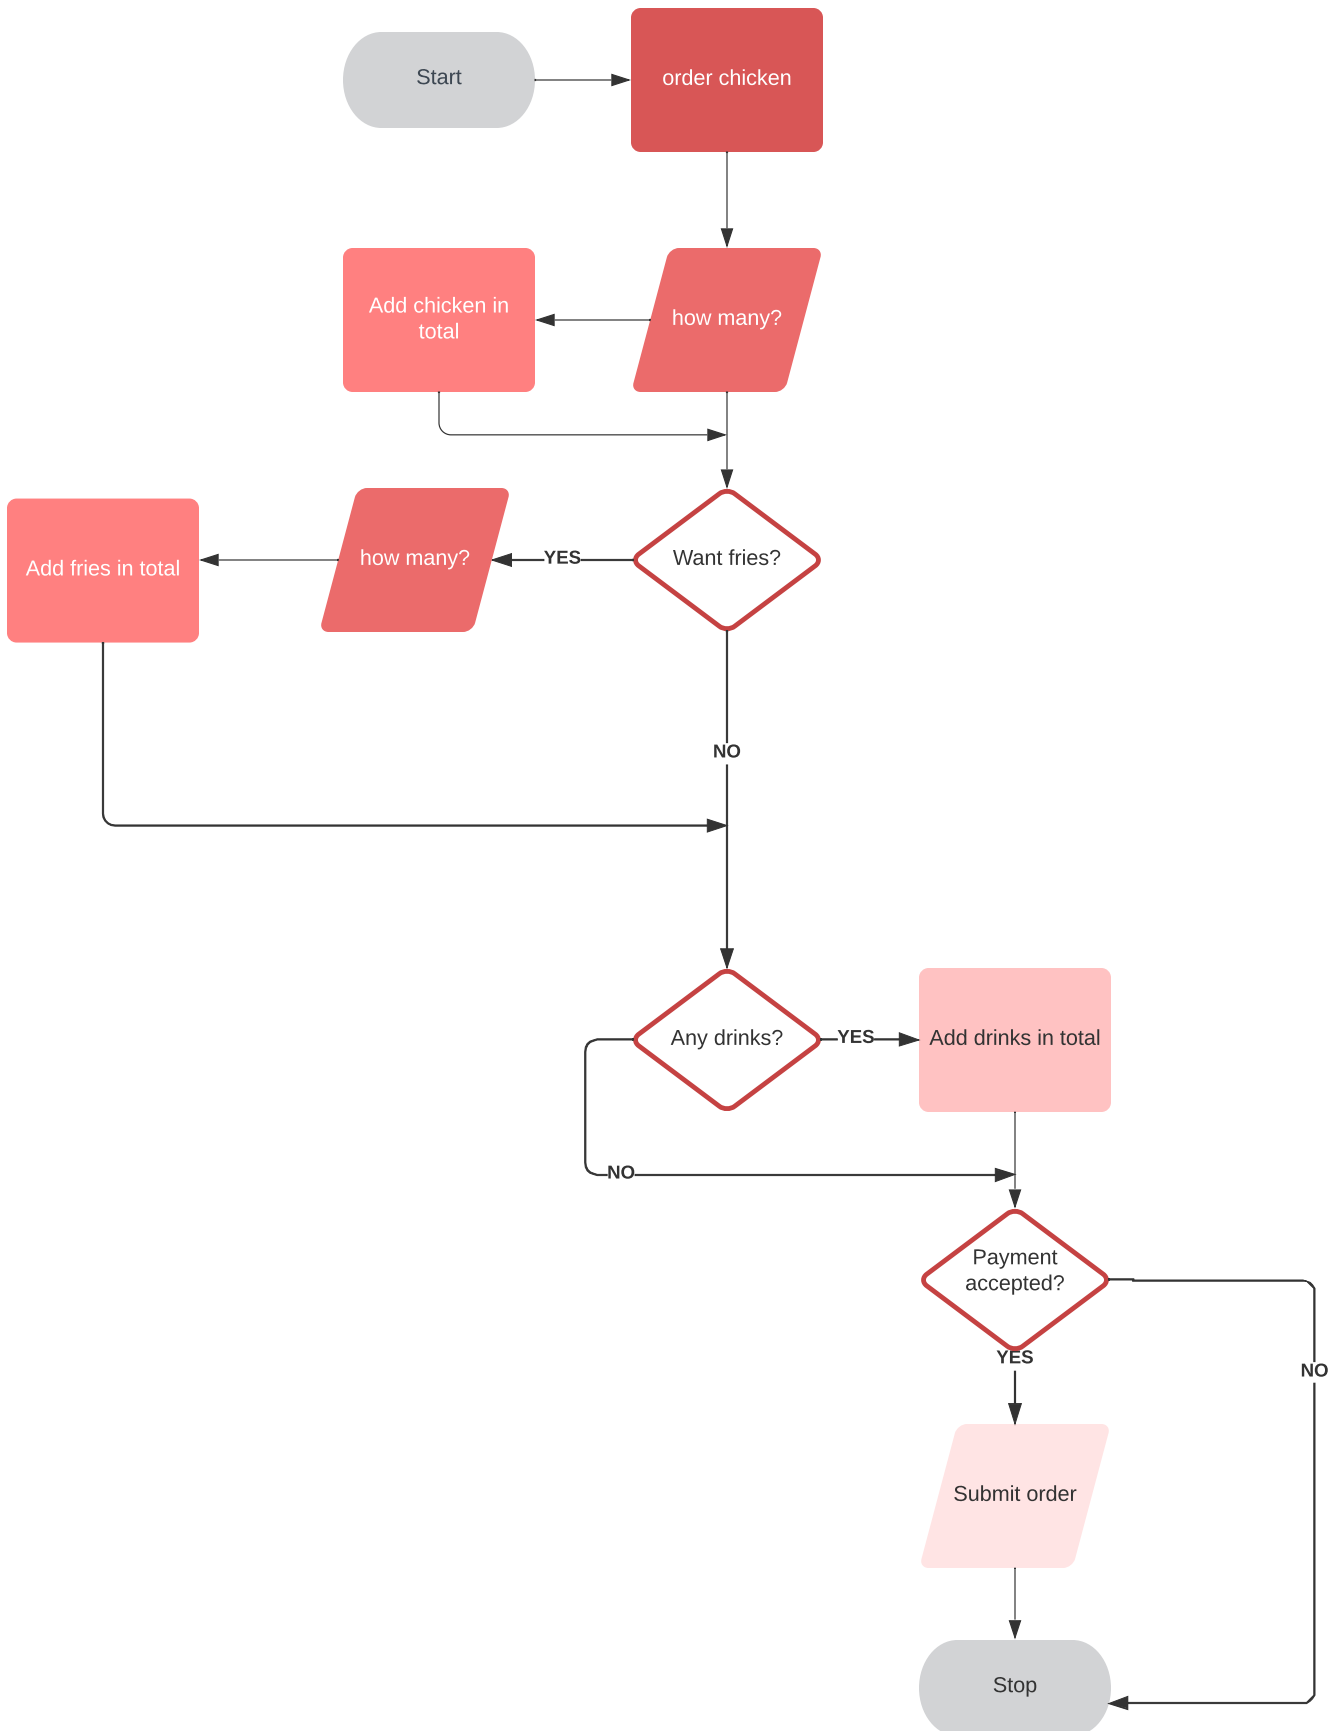 Start
order chicken
Add chicken in
total
how many?
Add fries in total
how many?
YES
Want fries?
NO
Any drinks?
YES
Add drinks in total
NO
Payment
accepted?
YES
NO
Submit order
Stop